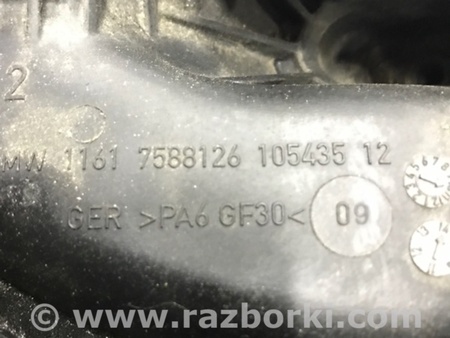 2
MW 1161 7588126 105435 12
GER >PA6 GF30< 09
www.razborki.com